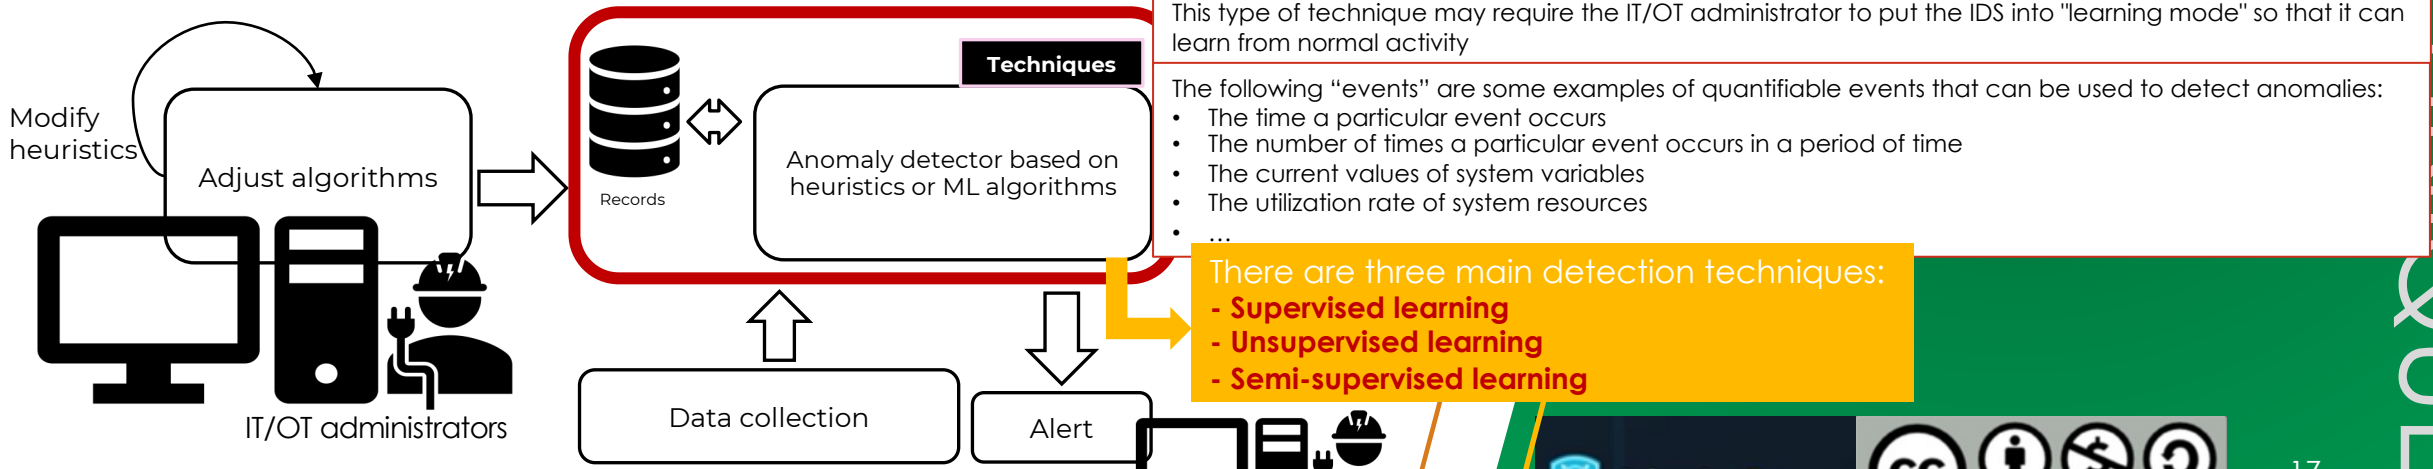 This type of technique may require the IT/OT administrator to put the IDS into "learning mode" so that it can
learn from normal activity
Techniques
The following “events” are some examples of quantifiable events that can be used to detect anomalies:
• The time a particular event occurs
• The number of times a particular event occurs in a period of time
• The current values of system variables
• The utilization rate of system resources
• ...
Modify
heuristics
Adjust algorithms
Records
Anomaly detector based on
heuristics or ML algorithms
There are three main detection techniques:
- Supervised learning
- Unsupervised learning
- Semi-supervised learning
IT/OT administrators
Data collection
Alert
cc
17